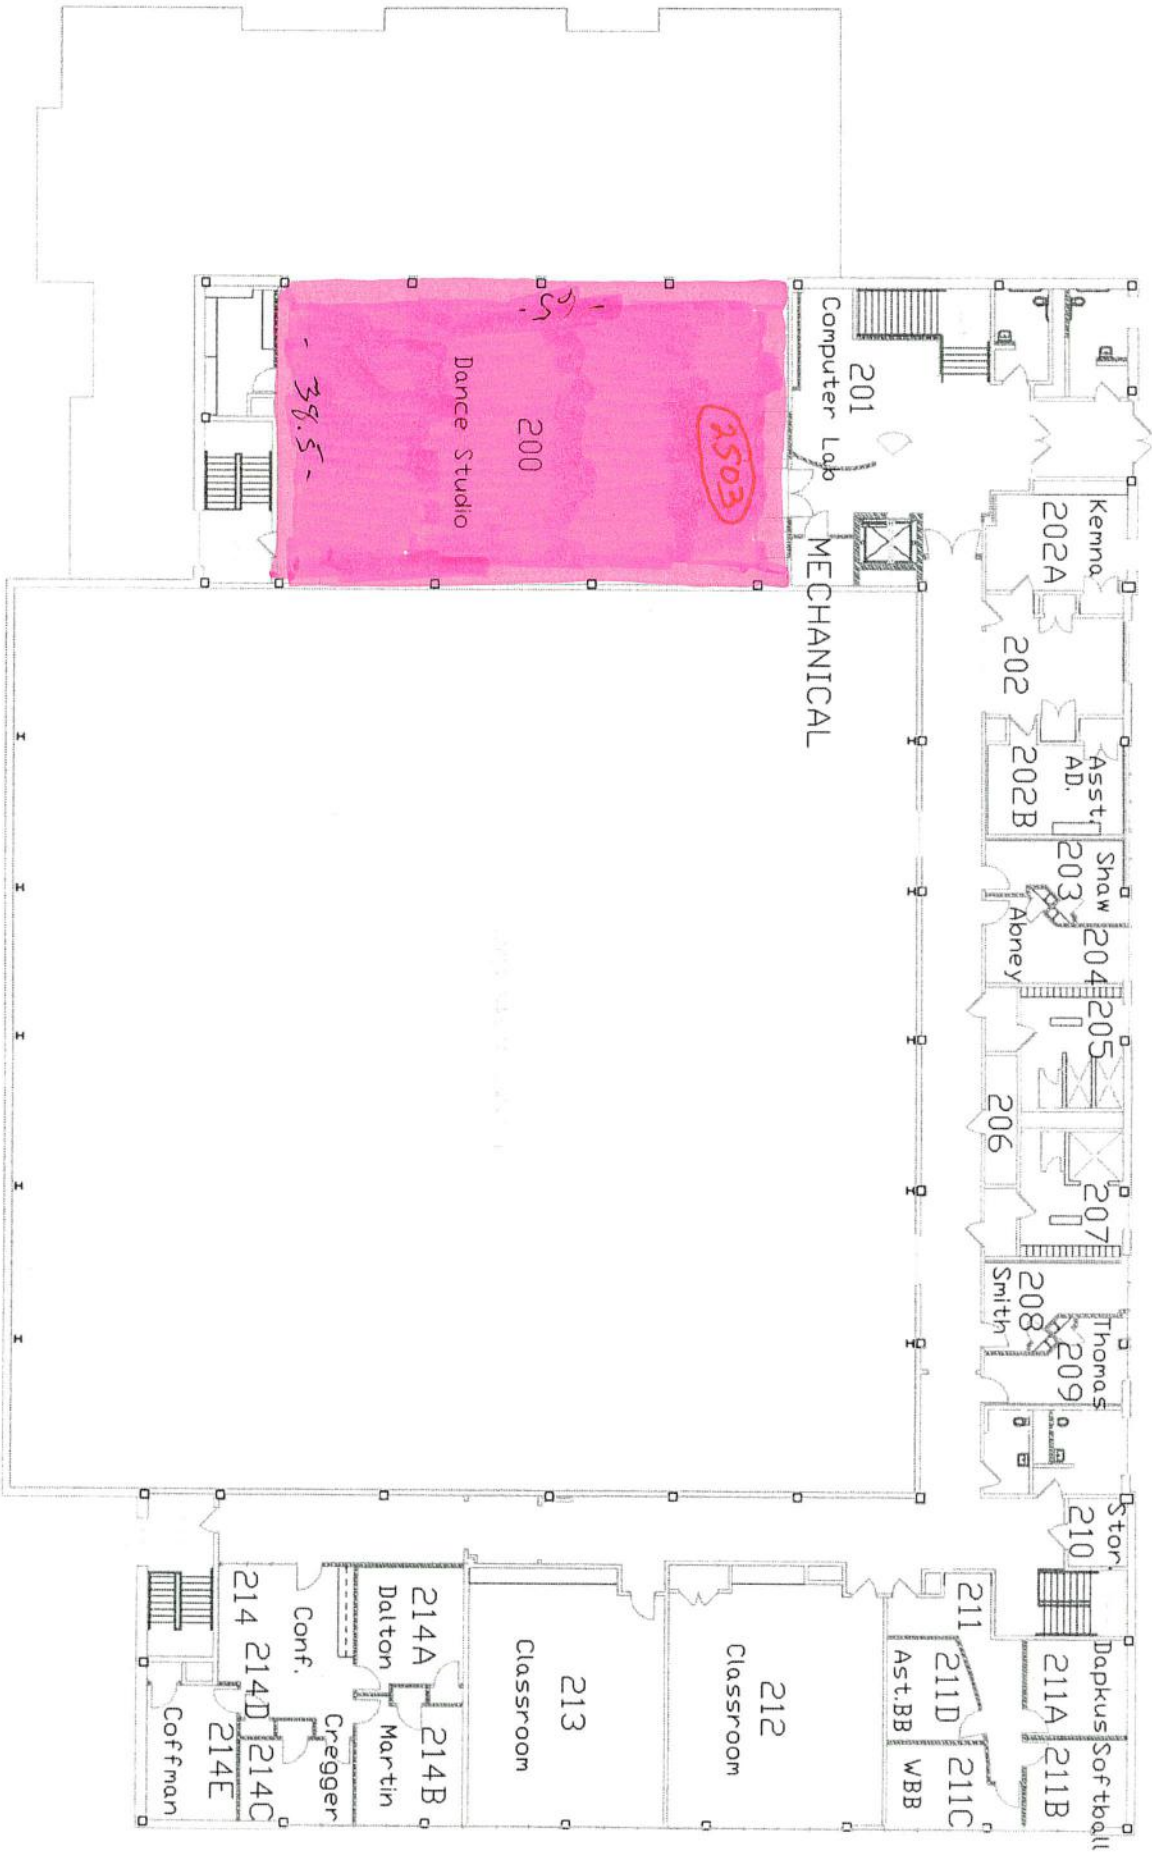 Kemna
202A
202
Asst.
AD.
202B
Shaw
203
204
Abney
205
206
207
208
Smith
Thomas
209
Stor
210
201
Computer Lab
MECHANICAL
2503
200
Dance Studio
- 65 -
- 38.5 -
211
Dapkus
211A
Softball
211B
211D
Ast.BB
211C
WBB
212
Classroom
213
Classroom
214A
Dalton
214B
Martin
Conf.
Cregger
214
214D
214C
214E
Coffman